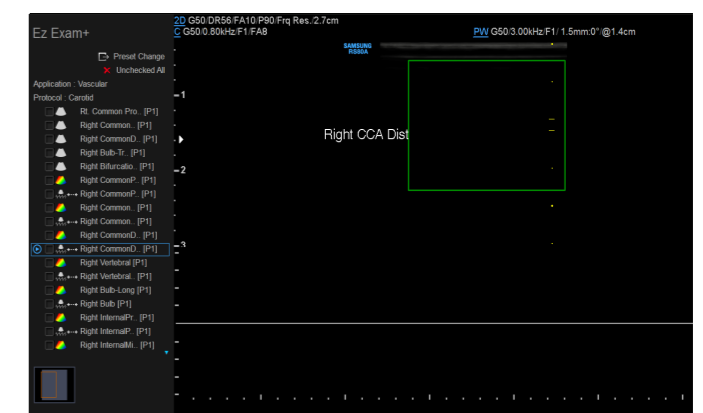 2D G50/DR56/FA10/P90/Frq Res./2.7cm
C G50/0.80kHz/F1/FA8
PW G50/3.00kHz/F1/ 1.5mm:0°/@1.4cm
Ez Exam+
Preset Change
Unchecked All
Application : Vascular
Protocol : Carotid
Rt. Common Pro.. [P1]
Right Common.. [P1]
Right CommonD.. [P1]
Right Bulb-Tr.. [P1]
Right Bifurcatio.. [P1]
Right CommonP.. [P1]
Right CommonP.. [P1]
Right Common.. [P1]
Right Common.. [P1]
Right CommonD.. [P1]
Right CommonD.. [P1]
Right Vertebral [P1]
Right Vertebral.. [P1]
Right Bulb-Long [P1]
Right Bulb [P1]
Right InternalPr.. [P1]
Right InternalP.. [P1]
Right InternalMi.. [P1]
SAMSUNG
RS80A
1
Right CCA Dist
2
3